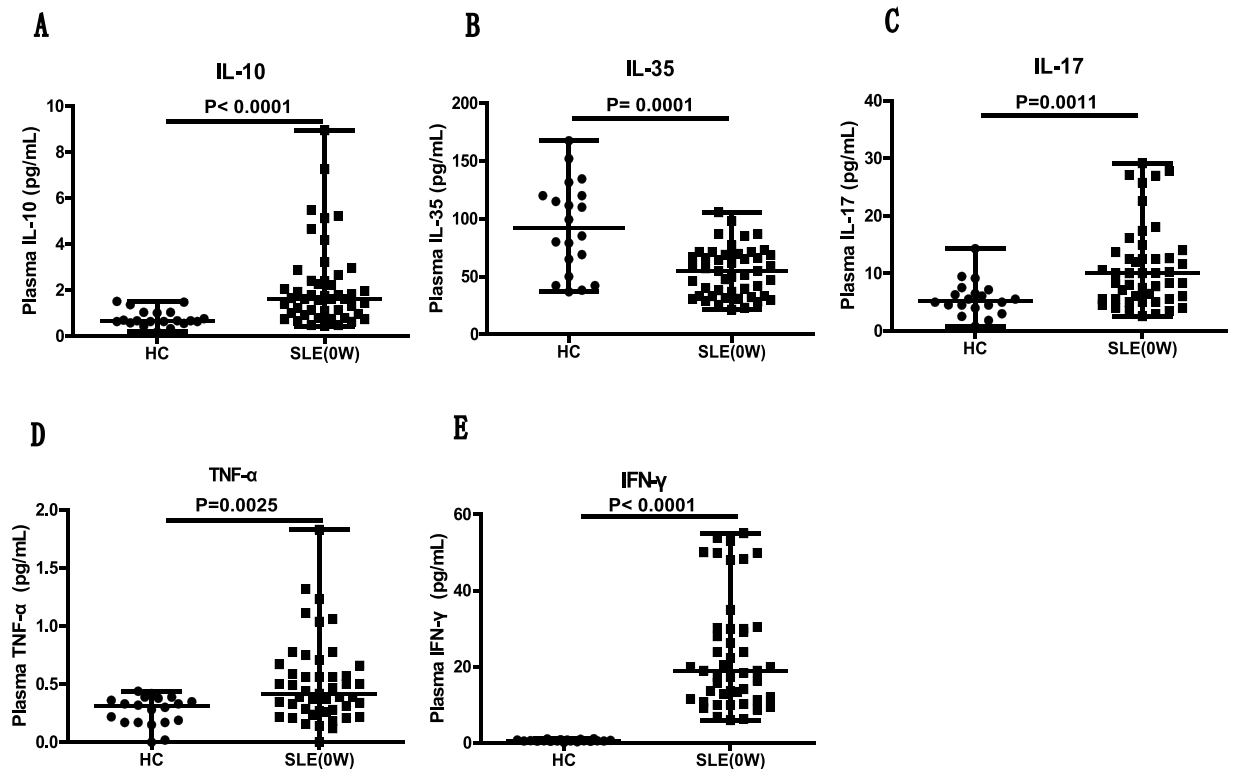 A
IL-10
P< 0.0001
Plasma IL-10 (pg/mL)
10
8
6
4
2
0
HC
SLE(0W)
B
IL-35
P= 0.0001
Plasma IL-35 (pg/mL)
200
150
100
50
0
HC
SLE(0W)
C
IL-17
P=0.0011
Plasma IL-17 (pg/mL)
40
30
20
10
0
HC
SLE(0W)
D
TNF-α
P=0.0025
Plasma TNF-α (pg/mL)
2.0
1.5
1.0
0.5
0.0
HC
SLE(0W)
E
IFN-γ
P< 0.0001
Plasma IFN-γ (pg/mL)
60
40
20
0
HC
SLE(0W)